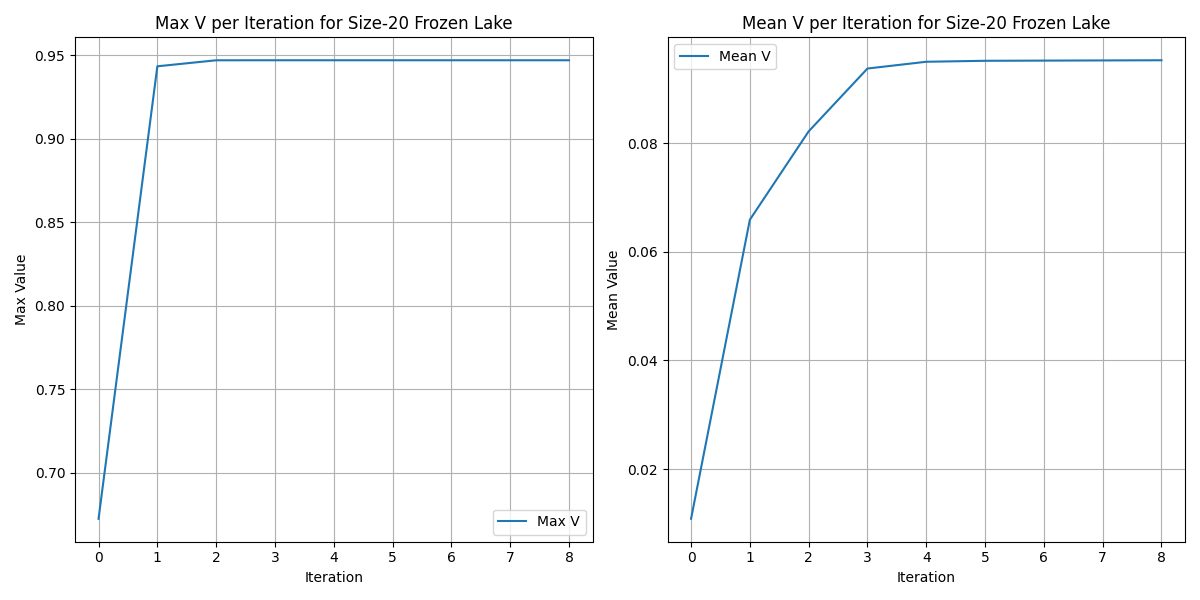 Max V per Iteration for Size-20 Frozen Lake
0.95
0.90
0.85
0.80
0.75
0.70
Max Value
Max V
0 1 2 3 4 5 6 7 8
Iteration
Mean V per Iteration for Size-20 Frozen Lake
Mean V
0.08
0.06
0.04
0.02
Mean Value
0 1 2 3 4 5 6 7 8
Iteration